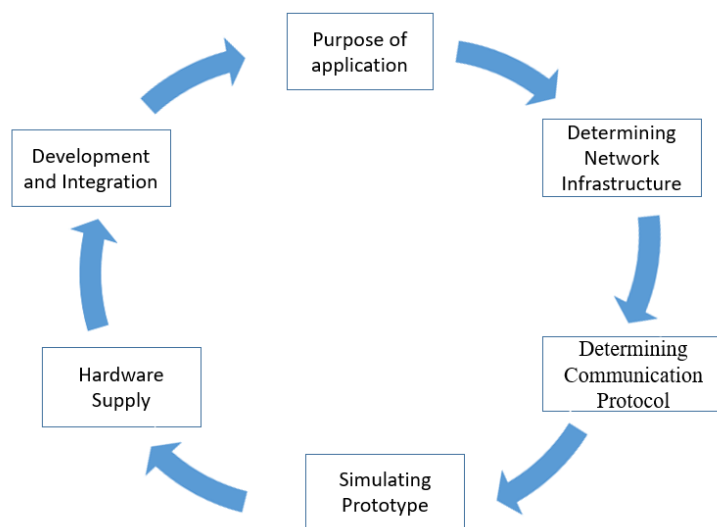 Purpose of
application
Determining
Network
Infrastructure
Determining
Communication
Protocol
Simulating
Prototype
Hardware
Supply
Development
and Integration